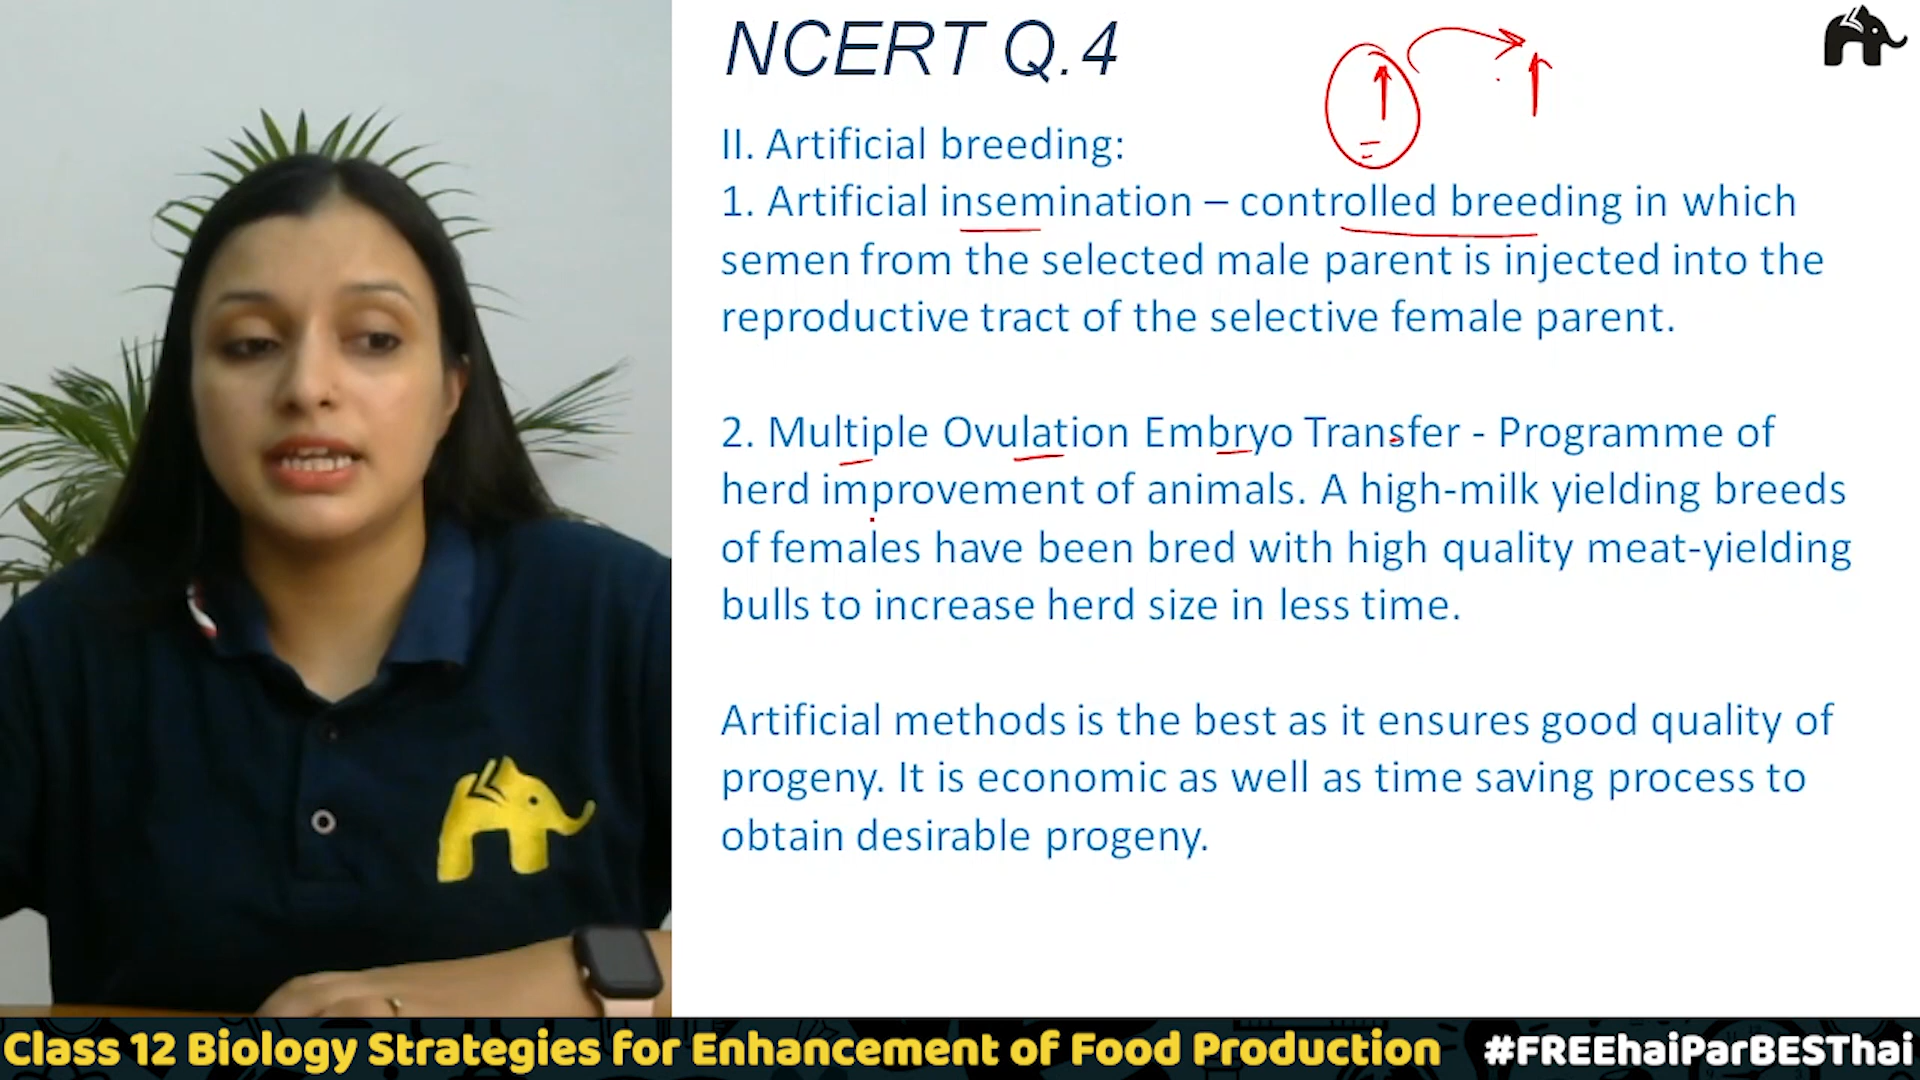 NCERT Q.4
II. Artificial breeding:
1. Artificial insemination – controlled breeding in which
semen from the selected male parent is injected into the
reproductive tract of the selective female parent.
2. Multiple Ovulation Embryo Transfer - Programme of
herd improvement of animals. A high-milk yielding breeds
of females have been bred with high quality meat-yielding
bulls to increase herd size in less time.
Artificial methods is the best as it ensures good quality of
progeny. It is economic as well as time saving process to
obtain desirable progeny.
Class 12 Biology Strategies for Enhancement of Food Production #FREEhaiParBESThai